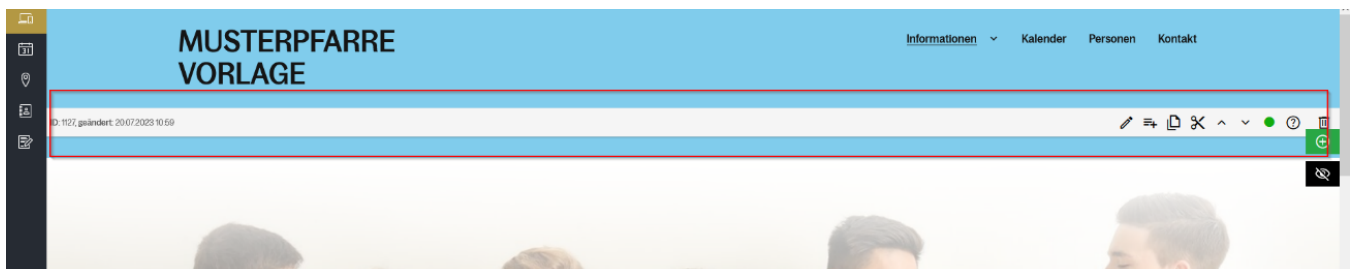 MUSTERPFARRE
VORLAGE
Informationen Kalender Personen Kontakt
ID: 1127, geändert: 20.07.2023 10:59